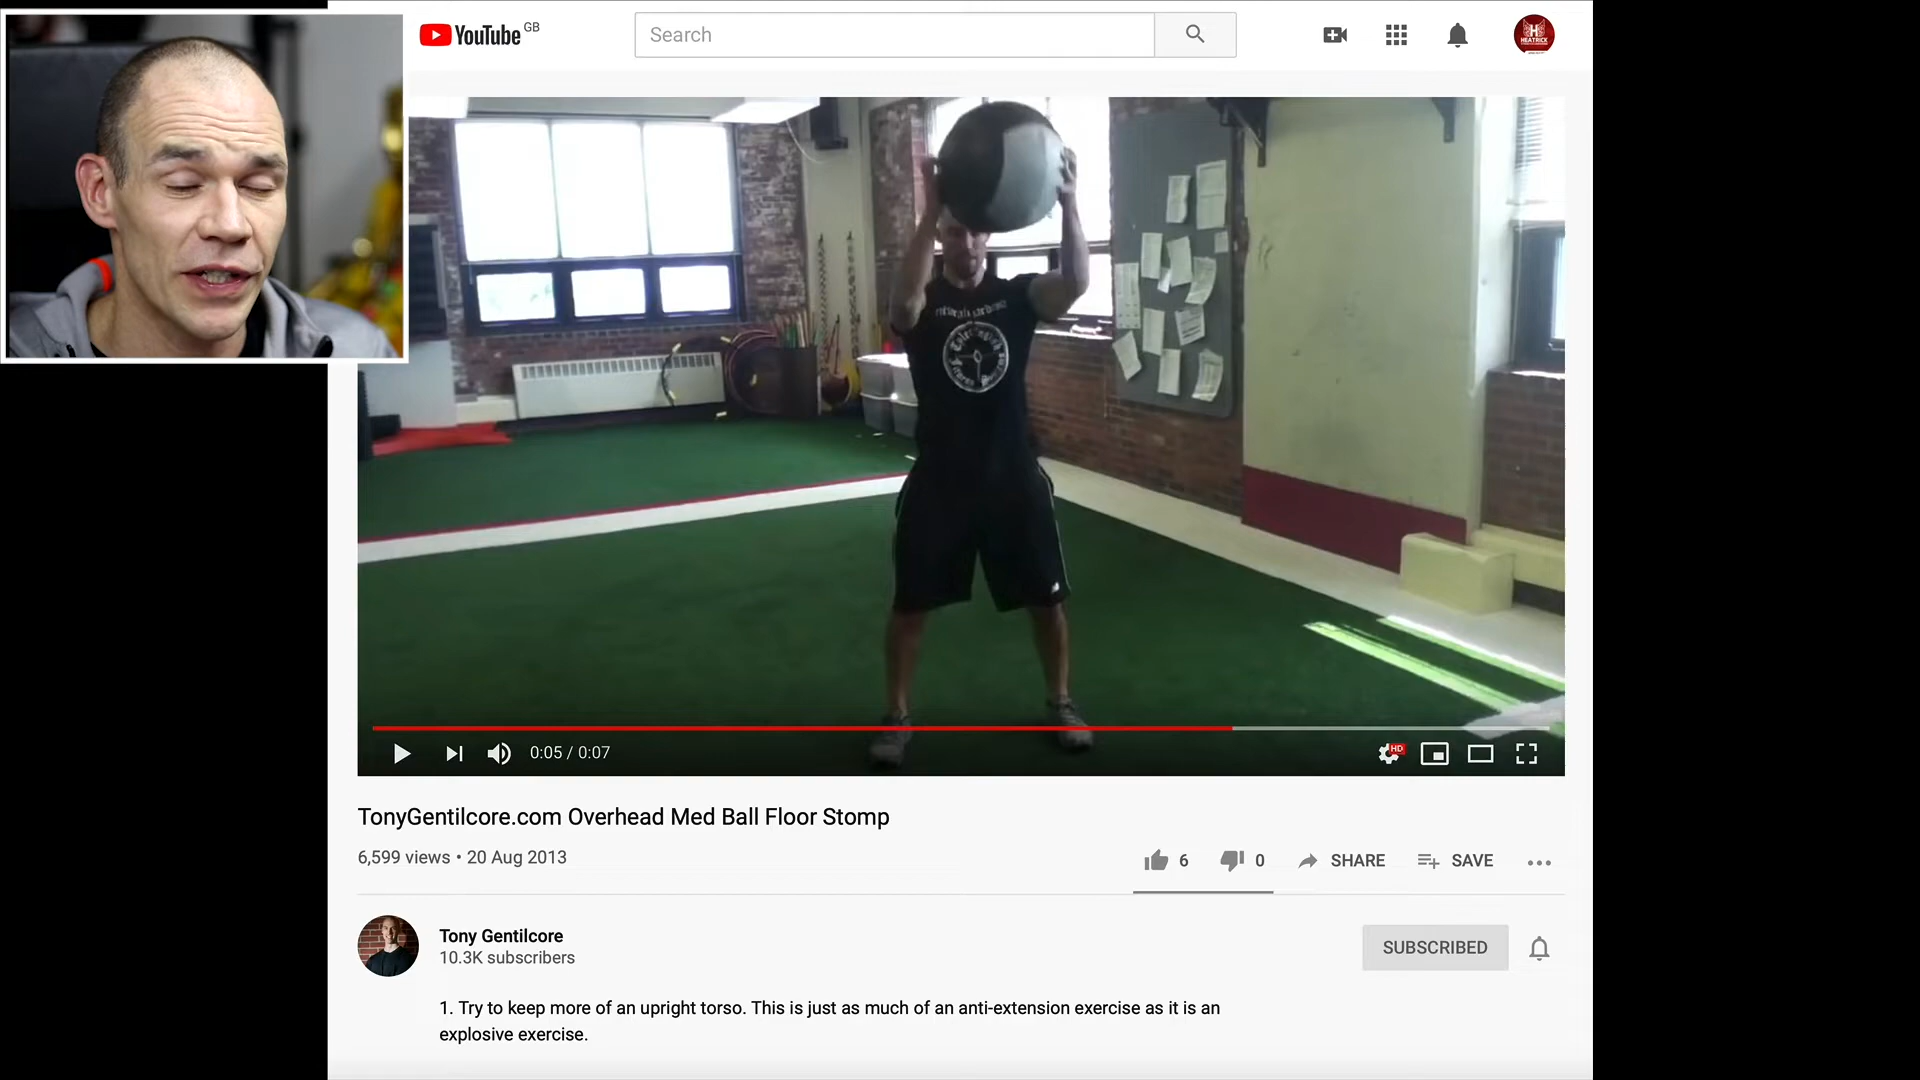 YouTube GB
Search
HEATRICK
HD
0:05 / 0:07
TonyGentilcore.com Overhead Med Ball Floor Stomp
6,599 views • 20 Aug 2013
6
0
SHARE
SAVE
Tony Gentilcore
10.3K subscribers
SUBSCRIBED
1. Try to keep more of an upright torso. This is just as much of an anti-extension exercise as it is an
explosive exercise.